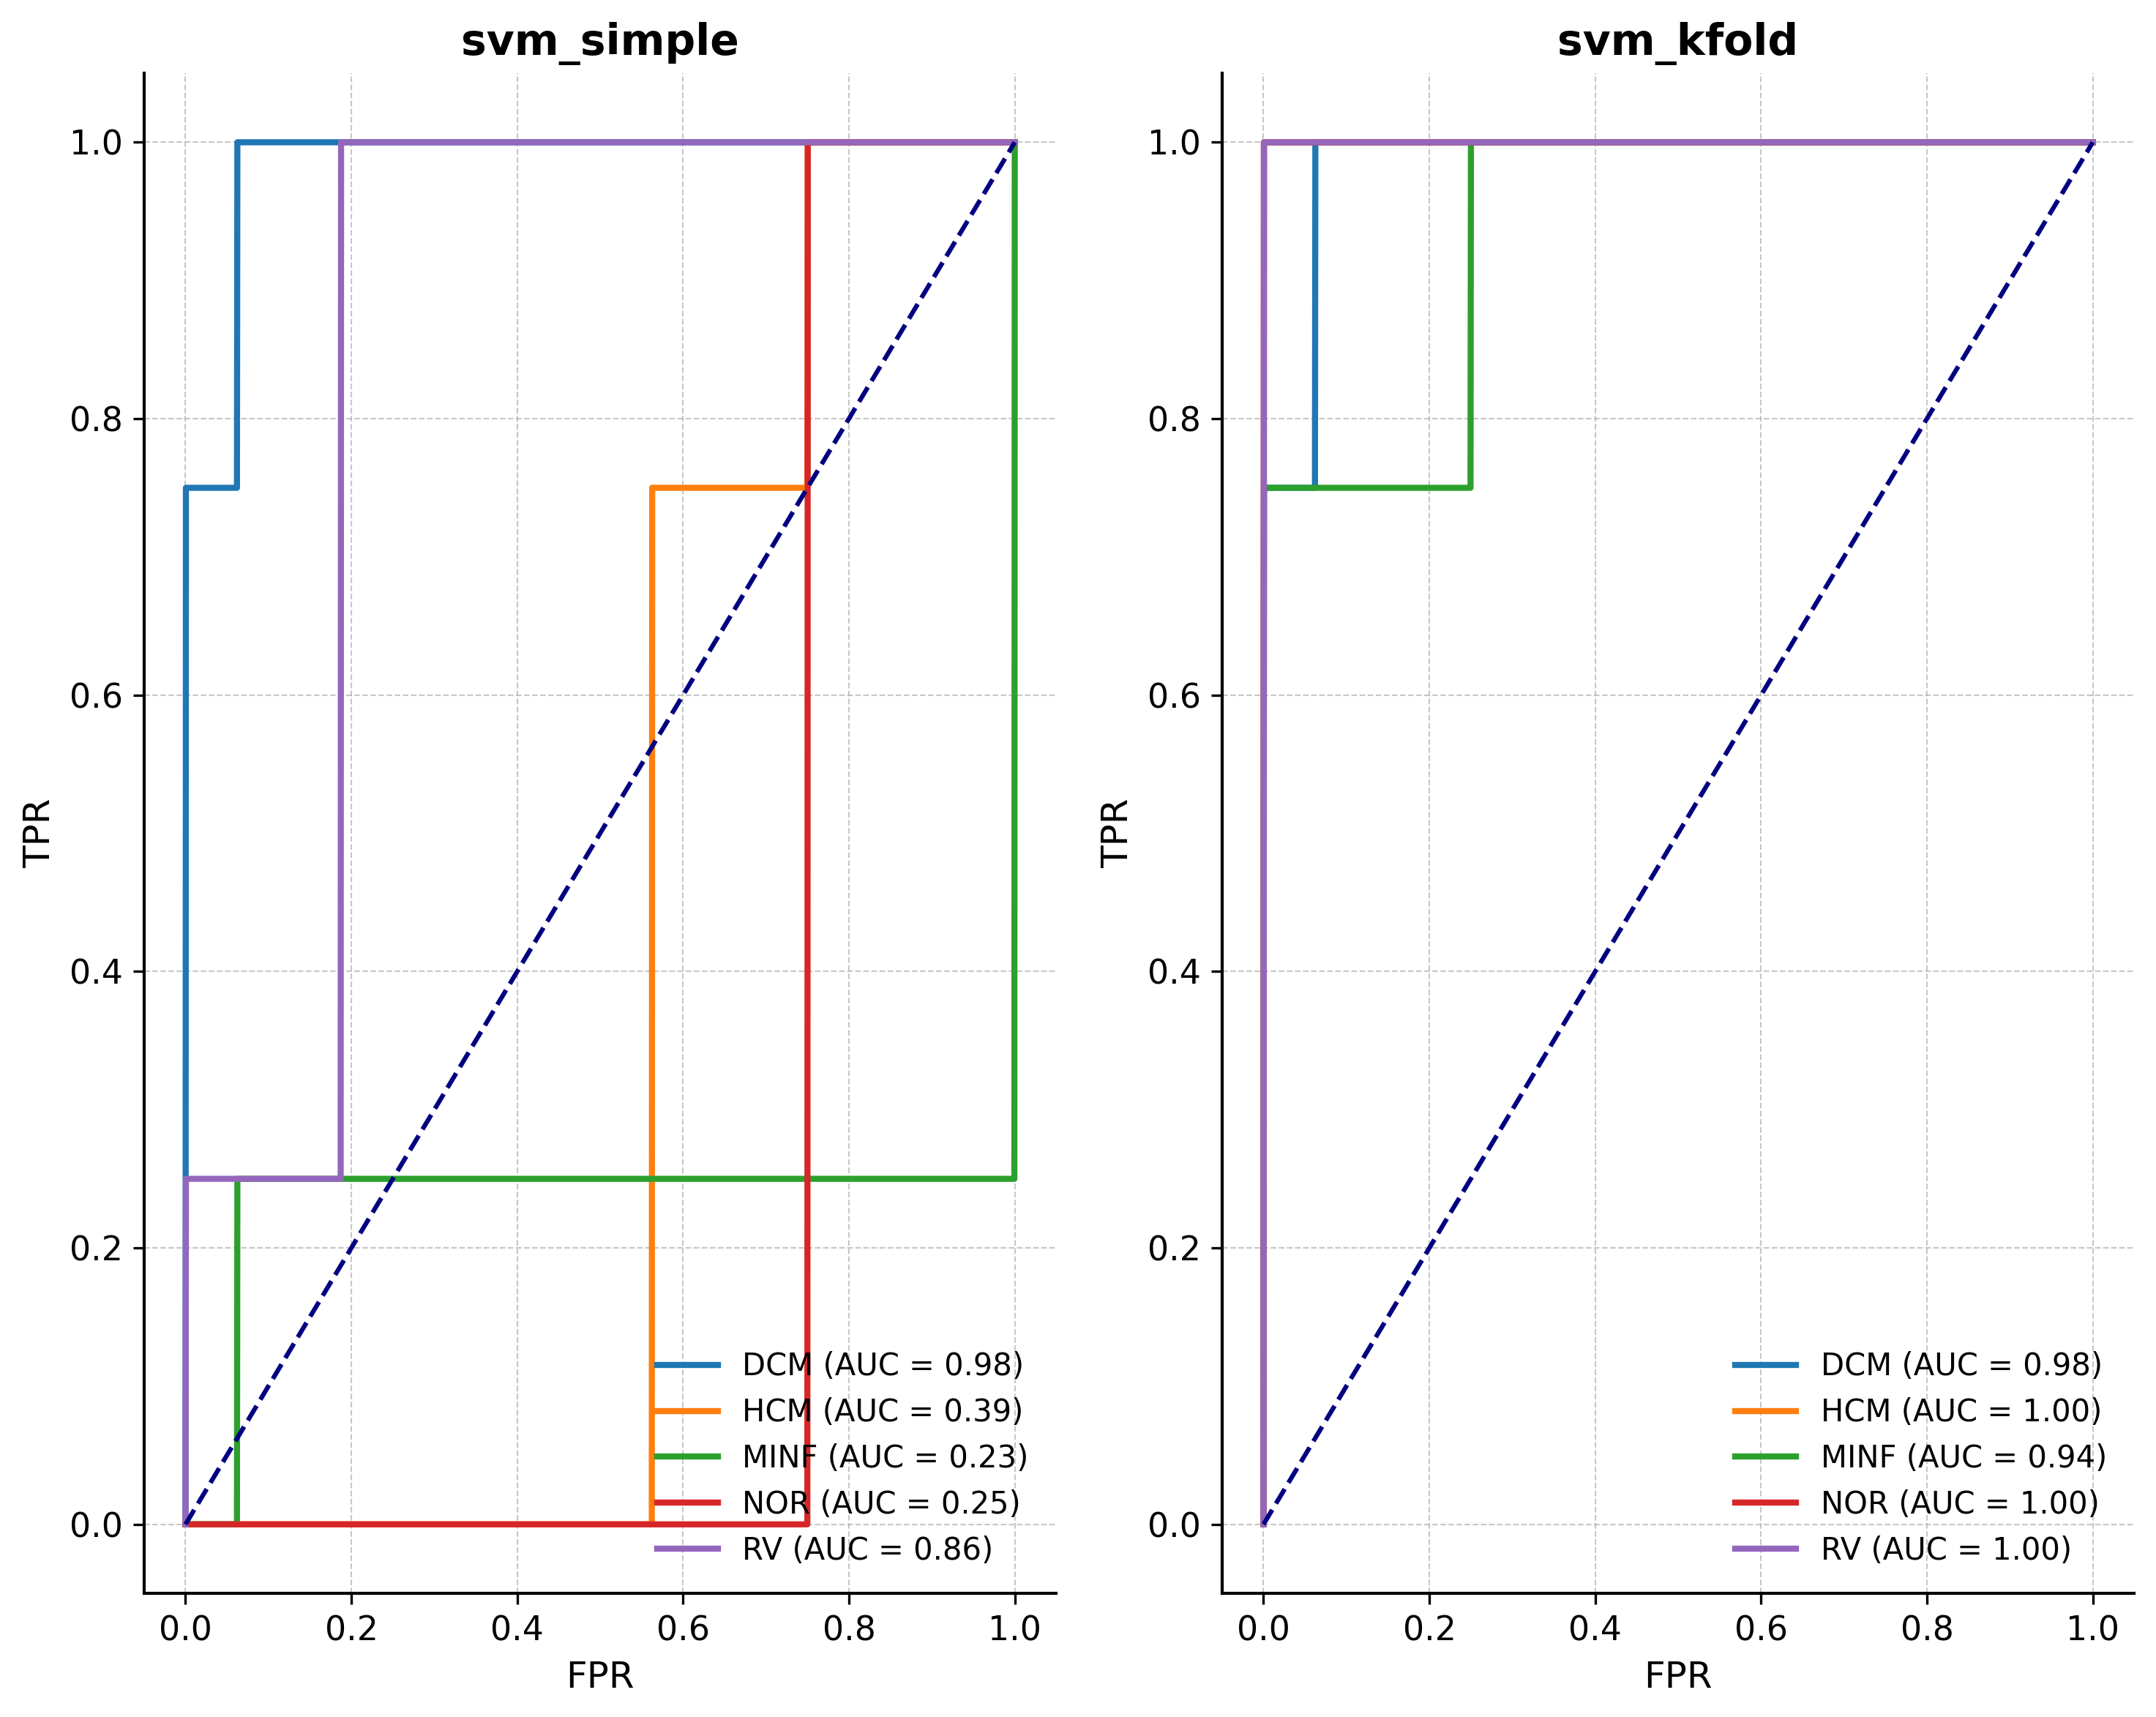 svm_simple
1.0
0.8
0.6
0.4
0.2
0.0
TPR
DCM (AUC = 0.98)
HCM (AUC = 0.39)
MINF (AUC = 0.23)
NOR (AUC = 0.25)
RV (AUC = 0.86)
0.0 0.2 0.4 0.6 0.8 1.0
FPR
svm_kfold
1.0
0.8
0.6
0.4
0.2
0.0
TPR
DCM (AUC = 0.98)
HCM (AUC = 1.00)
MINF (AUC = 0.94)
NOR (AUC = 1.00)
RV (AUC = 1.00)
0.0 0.2 0.4 0.6 0.8 1.0
FPR